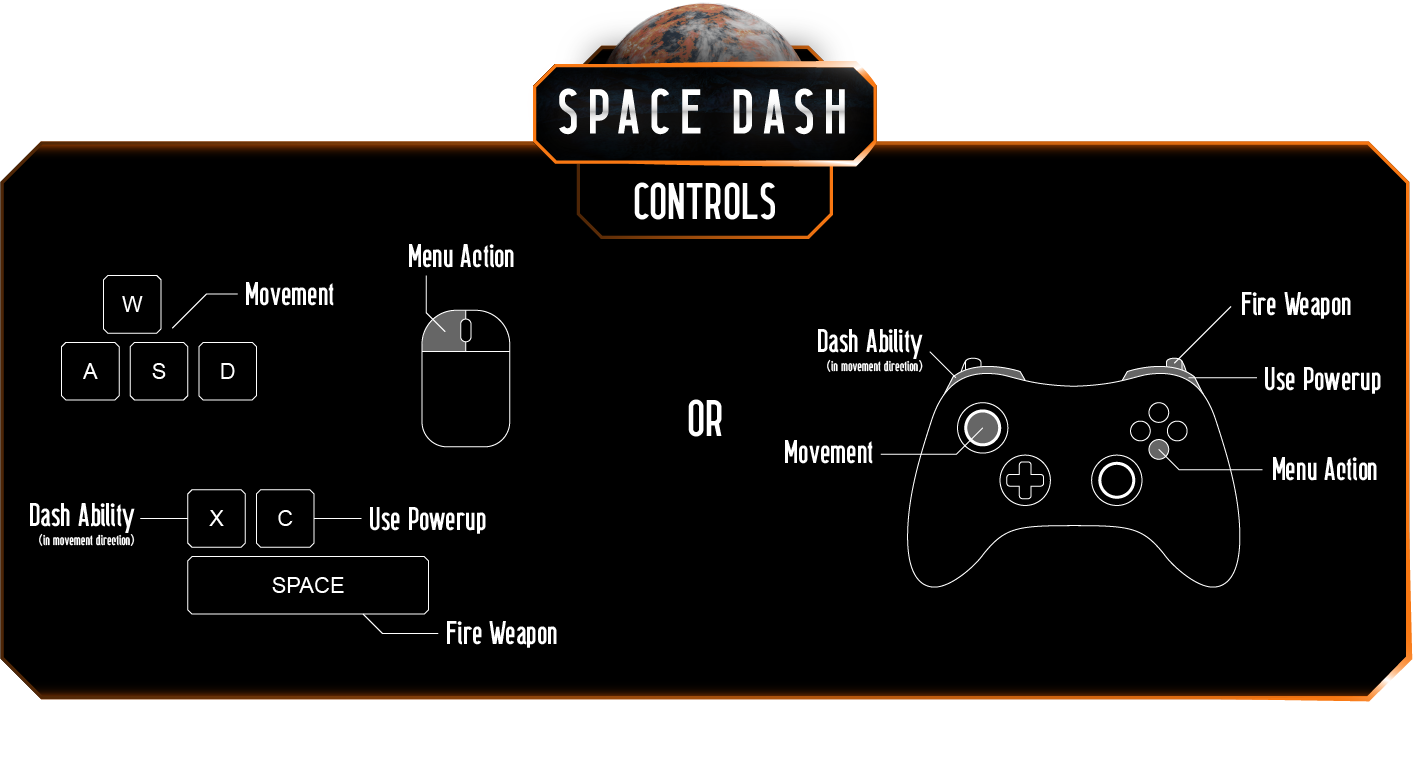 SPACE DASH
CONTROLS
Menu Action
W
Movement
A S D
Dash Ability
(in movement direction)
X C
Use Powerup
SPACE
Fire Weapon
OR
Fire Weapon
Dash Ability
(in movement direction)
Use Powerup
Movement
Menu Action